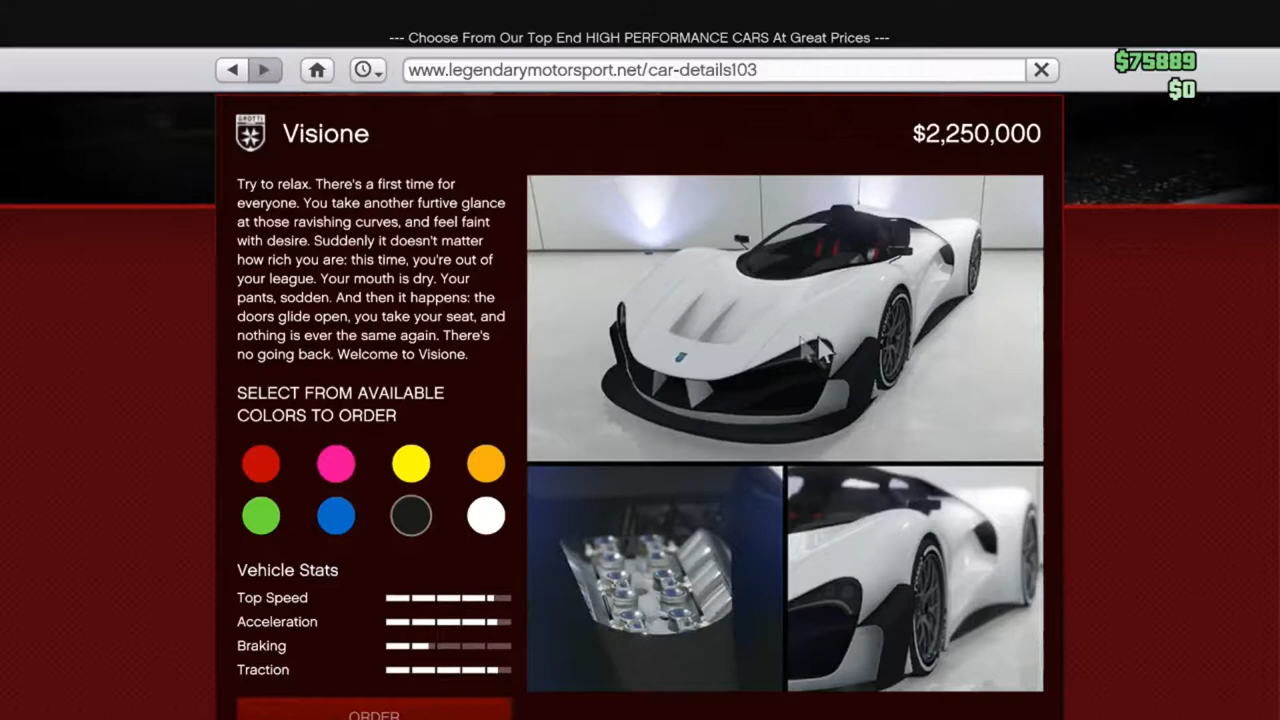 --- Choose From Our Top End HIGH PERFORMANCE CARS At Great Prices ---
www.legendarymotorsport.net/car-details103
$75889
$0
GROTTI
Visione
$2,250,000
Try to relax. There's a first time for
everyone. You take another furtive glance
at those ravishing curves, and feel faint
with desire. Suddenly it doesn't matter
how rich you are: this time, you're out of
your league. Your mouth is dry. Your
pants, sodden. And then it happens: the
doors glide open, you take your seat, and
nothing is ever the same again. There's
no going back. Welcome to Visione.
SELECT FROM AVAILABLE
COLORS TO ORDER
Vehicle Stats
Top Speed
Acceleration
Braking
Traction
ORDER